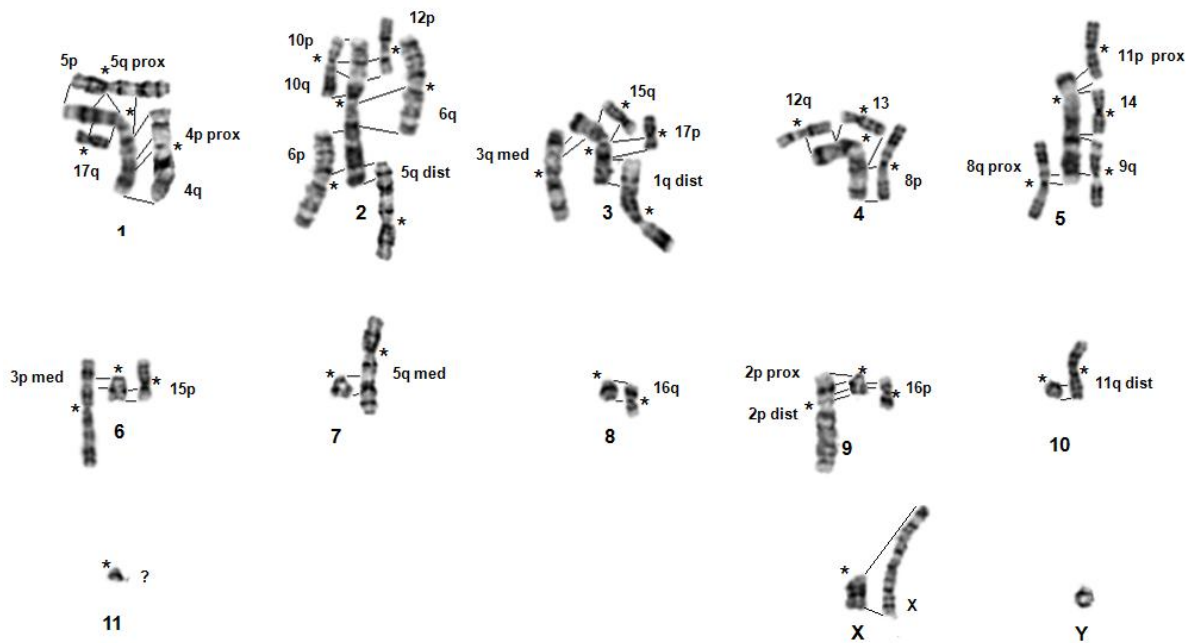 5p * 5q prox
*
4p prox
*
*
17q
4q
1
12p
10p
*
*
10q
*
*
6q
6p
*
5q dist
*
2
15q
*
17p
*
3q med
*
*
1q dist
*
3
12q
*
13
*
*
8p
4
11p prox
*
*
14
*
8q prox
*
9q
*
5
3p med
*
*
15p
*
6
*
5q med
*
7
*
16q
*
8
2p prox
*
16p
*
2p dist
*
9
*
11q dist
*
10
*
?
11
*
X
X
Y